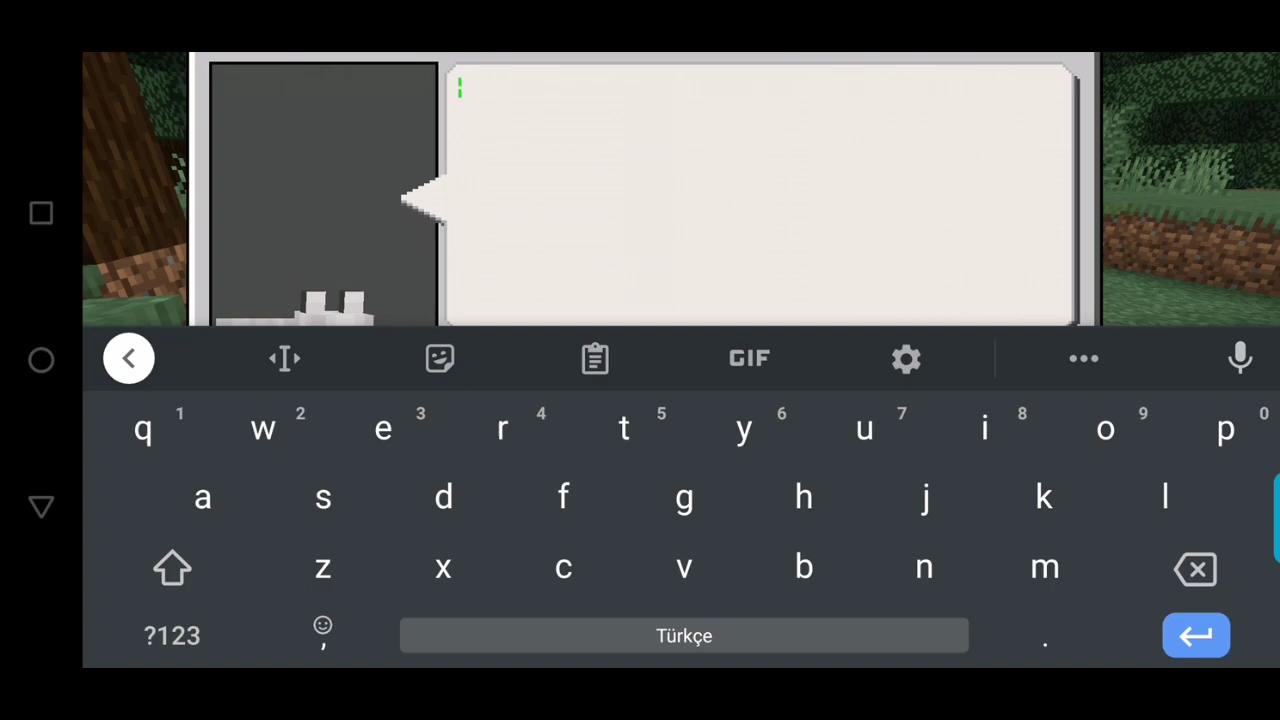 GIF
q 1 w 2 e 3 r 4 t 5 y 6 u 7 i 8 o 9 p 0
a s d f g h j k l
z x c v b n m
?123 , Türkçe .